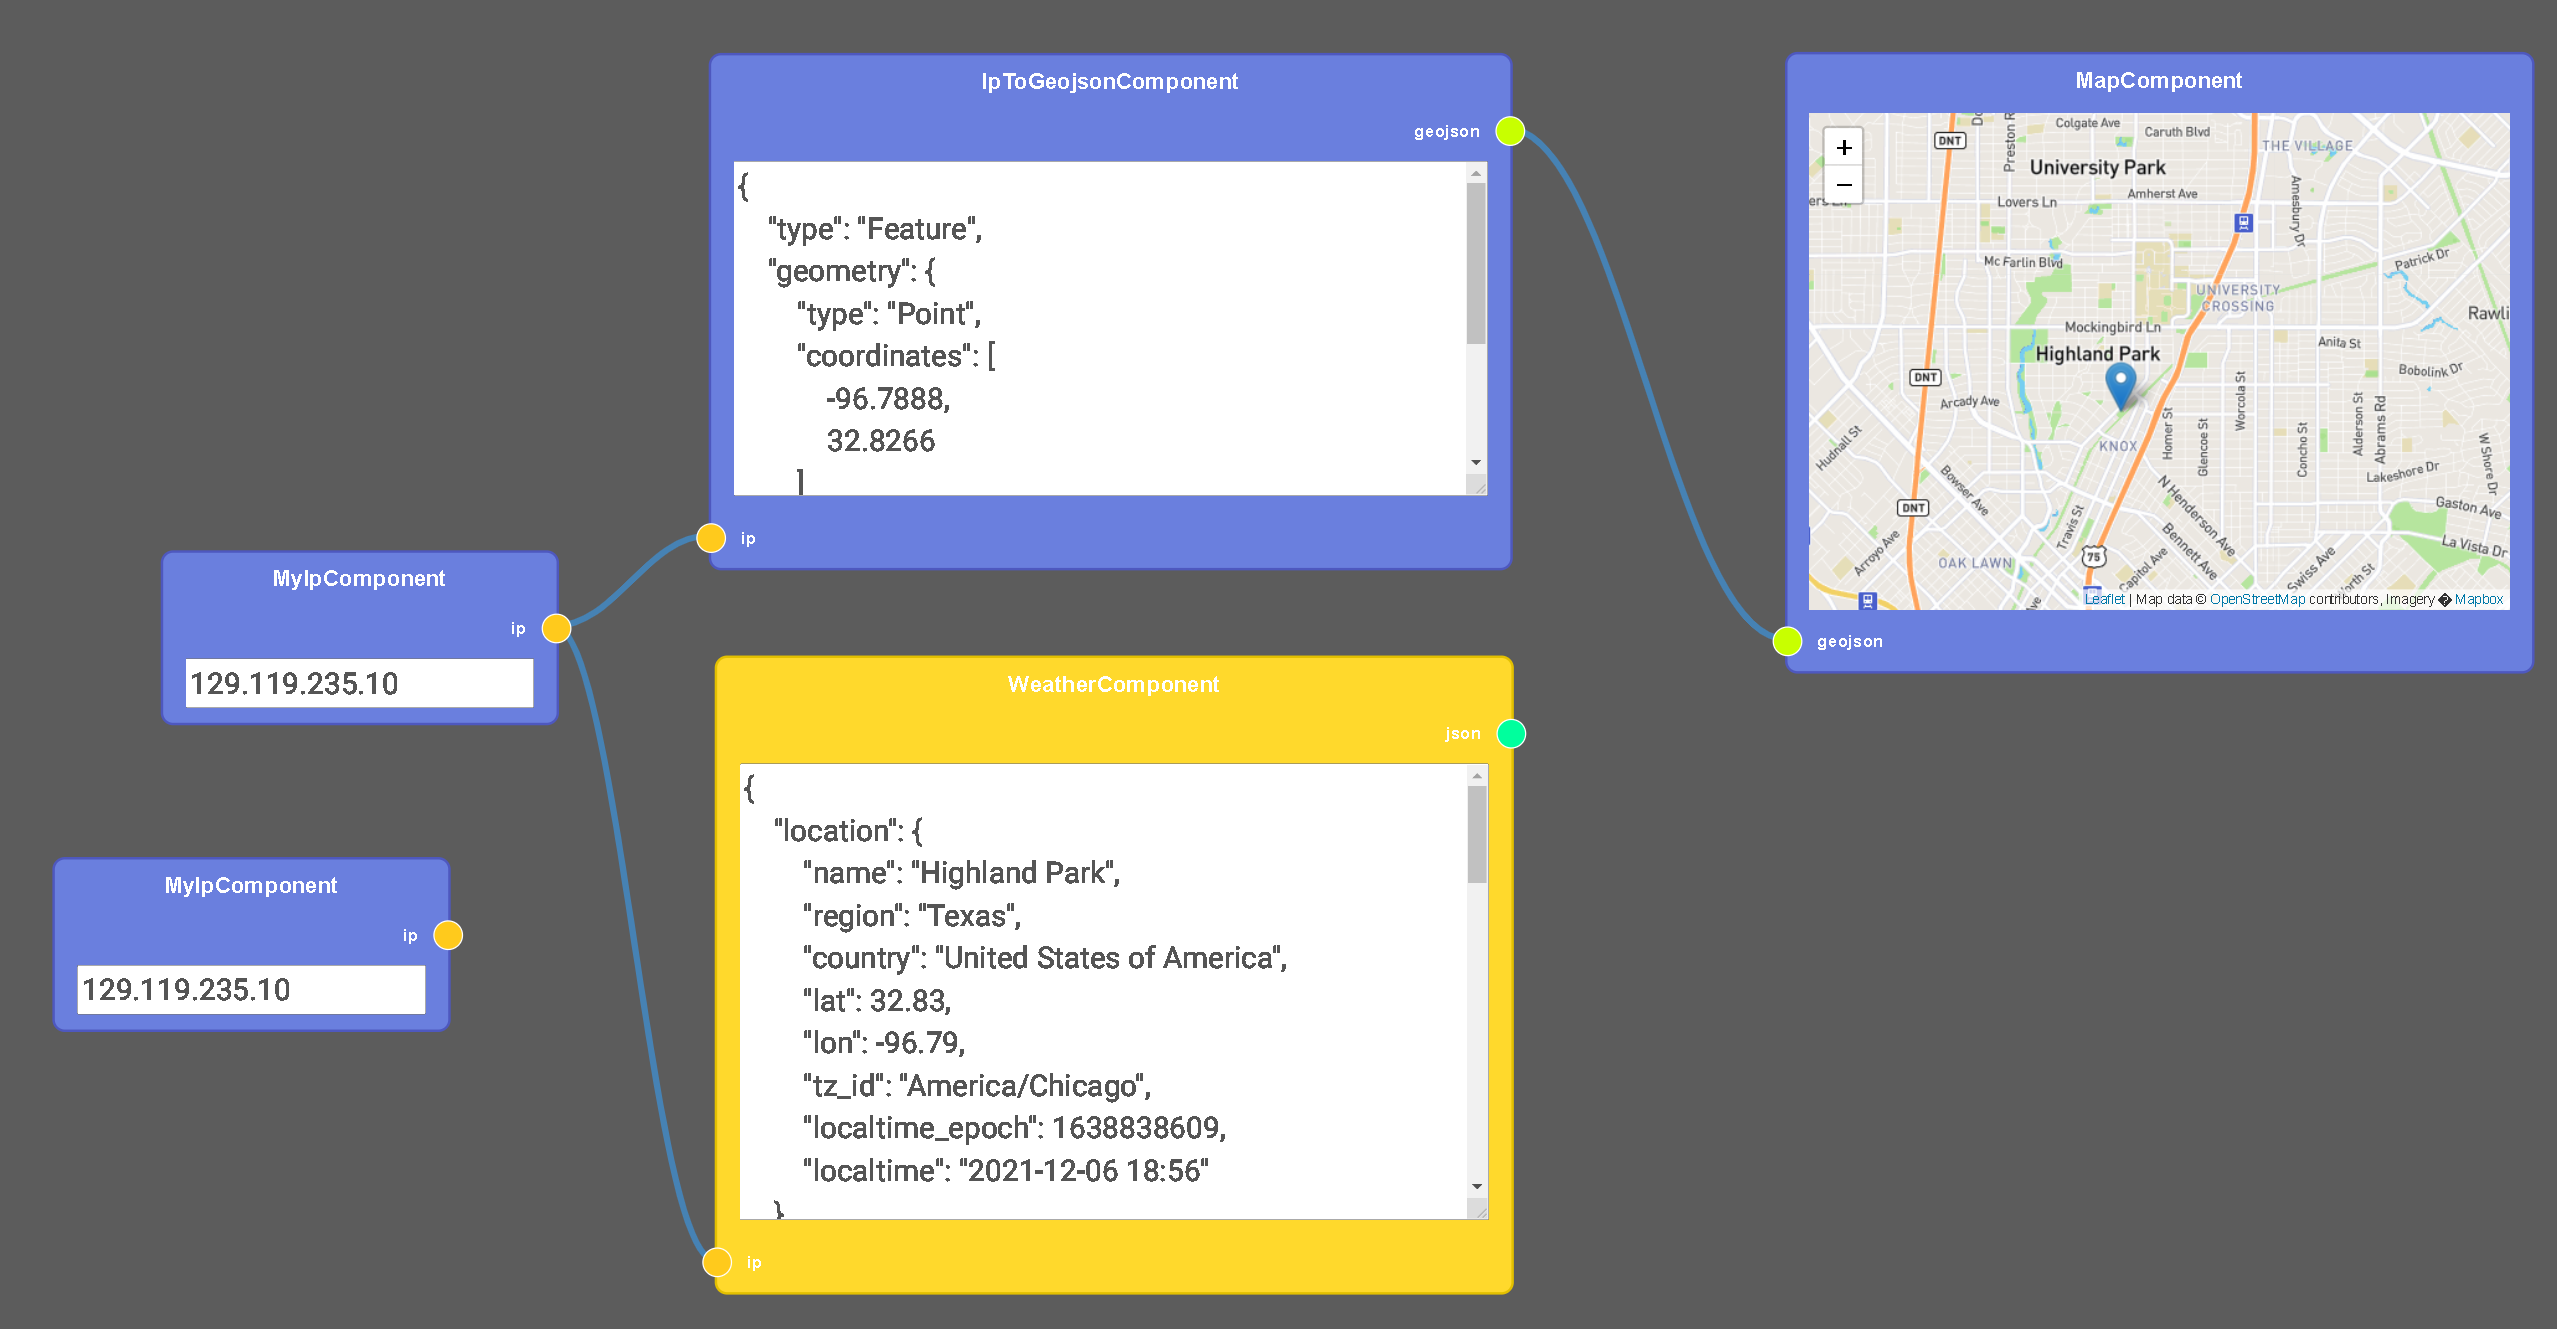 IpToGeojsonComponent
geojson
{
"type": "Feature",
"geometry": {
"type": "Point",
"coordinates": [
-96.7888,
32.8266
]
ip
MyIpComponent
ip
129.119.235.10
MyIpComponent
ip
129.119.235.10
WeatherComponent
json
{
"location": {
"name": "Highland Park",
"region": "Texas",
"country": "United States of America",
"lat": 32.83,
"lon": -96.79,
"tz_id": "America/Chicago",
"localtime_epoch": 1638838609,
"localtime": "2021-12-06 18:56"
}
ip
MapComponent
+
−
DNT
Preston R
Colgate Ave
Caruth Blvd
THE VILLAGE
University Park
Amherst Ave
Lovers Ln
Amesbury Dr
Mc Farlin Blvd
Patrick Dr
UNIVERSITY
CROSSING
Mockingbird Ln
Rawli
Anita St
Highland Park
DNT
Bobolink Dr
Arcady Ave
Worcola St
Homer St
Glencoe St
Concho St
Alderson St
Abrams Rd
Hudnall St
KNOX
W Shore Dr
Lakeshore Dr
Bowser Ave
N Henderson Ave
DNT
Gaston Ave
Travis St
Bennett Ave
La Vista Dr
Arroyo Ave
75
OAK LAWN
Capitol Ave
Swiss Ave
orth St
Leaflet | Map data © OpenStreetMap contributors, Imagery � Mapbox
geojson